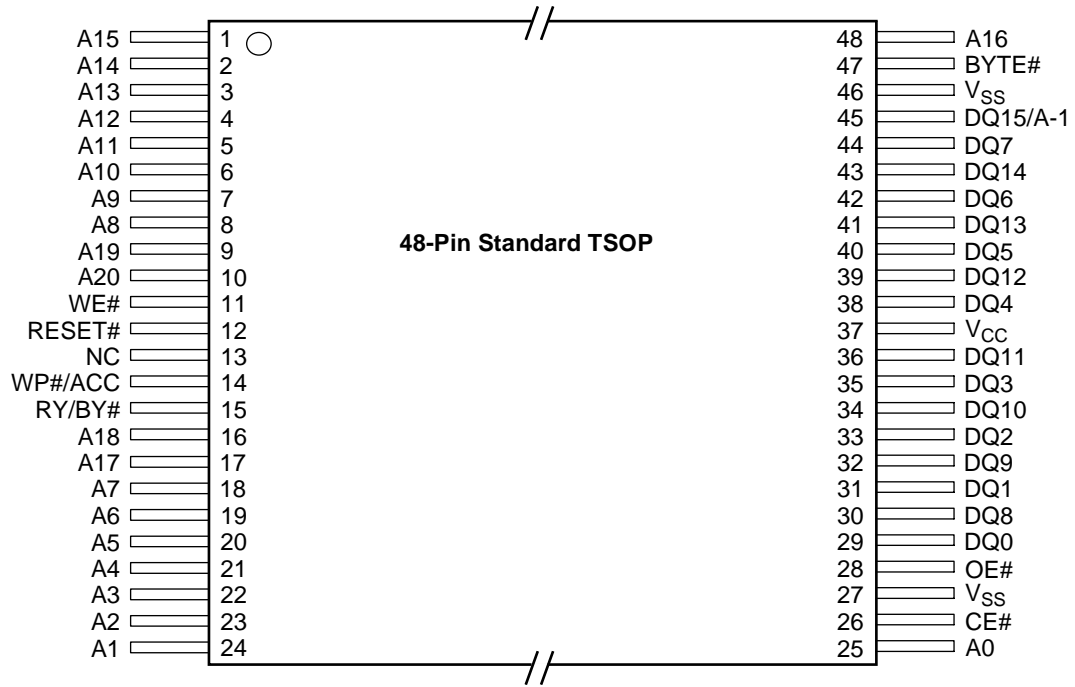 A15 1 48 A16
A14 2 47 BYTE#
A13 3 46 VSS
A12 4 45 DQ15/A-1
A11 5 44 DQ7
A10 6 43 DQ14
A9 7 42 DQ6
A8 8 41 DQ13
48-Pin Standard TSOP
A19 9 40 DQ5
A20 10 39 DQ12
WE# 11 38 DQ4
RESET# 12 37 VCC
NC 13 36 DQ11
WP#/ACC 14 35 DQ3
RY/BY# 15 34 DQ10
A18 16 33 DQ2
A17 17 32 DQ9
A7 18 31 DQ1
A6 19 30 DQ8
A5 20 29 DQ0
A4 21 28 OE#
A3 22 27 VSS
A2 23 26 CE#
A1 24 25 A0